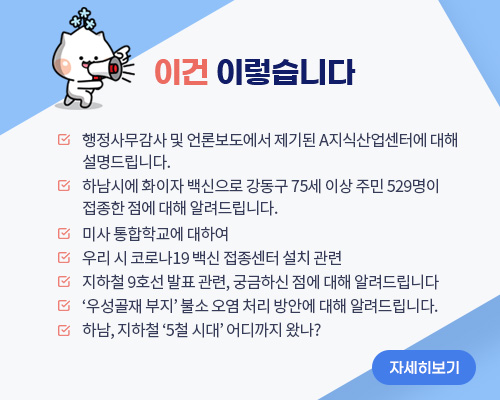 이건 이렇습니다
행정사무감사 및 언론보도에서 제기된 A지식산업센터에 대해
설명드립니다.
하남시에 화이자 백신으로 강동구 75세 이상 주민 529명이
접종한 점에 대해 알려드립니다.
미사 통합학교에 대하여
우리 시 코로나19 백신 접종센터 설치 관련
지하철 9호선 발표 관련, 궁금하신 점에 대해 알려드립니다
‘우성골재 부지’ 불소 오염 처리 방안에 대해 알려드립니다.
하남, 지하철 ‘5철 시대’ 어디까지 왔나?
자세히보기